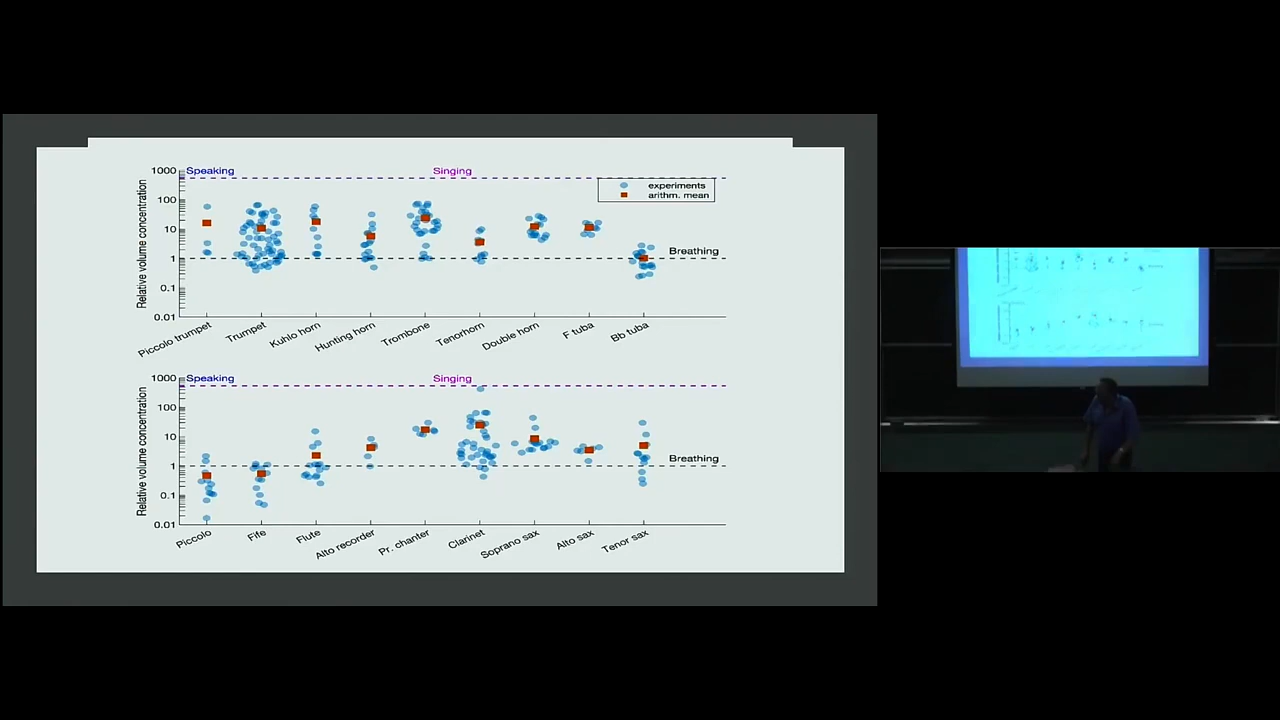 Speaking
Singing
1000
100
10
1
0.1
0.01
Relative volume concentration
experiments
arithm. mean
Breathing
Piccolo trumpet
Trumpet
Kuhlo horn
Hunting horn
Trombone
Tenorhorn
Double horn
F tuba
Bb tuba
Speaking
Singing
1000
100
10
1
0.1
0.01
Relative volume concentration
Breathing
Piccolo
Fife
Flute
Alto recorder
Pr. chanter
Clarinet
Soprano sax
Alto sax
Tenor sax